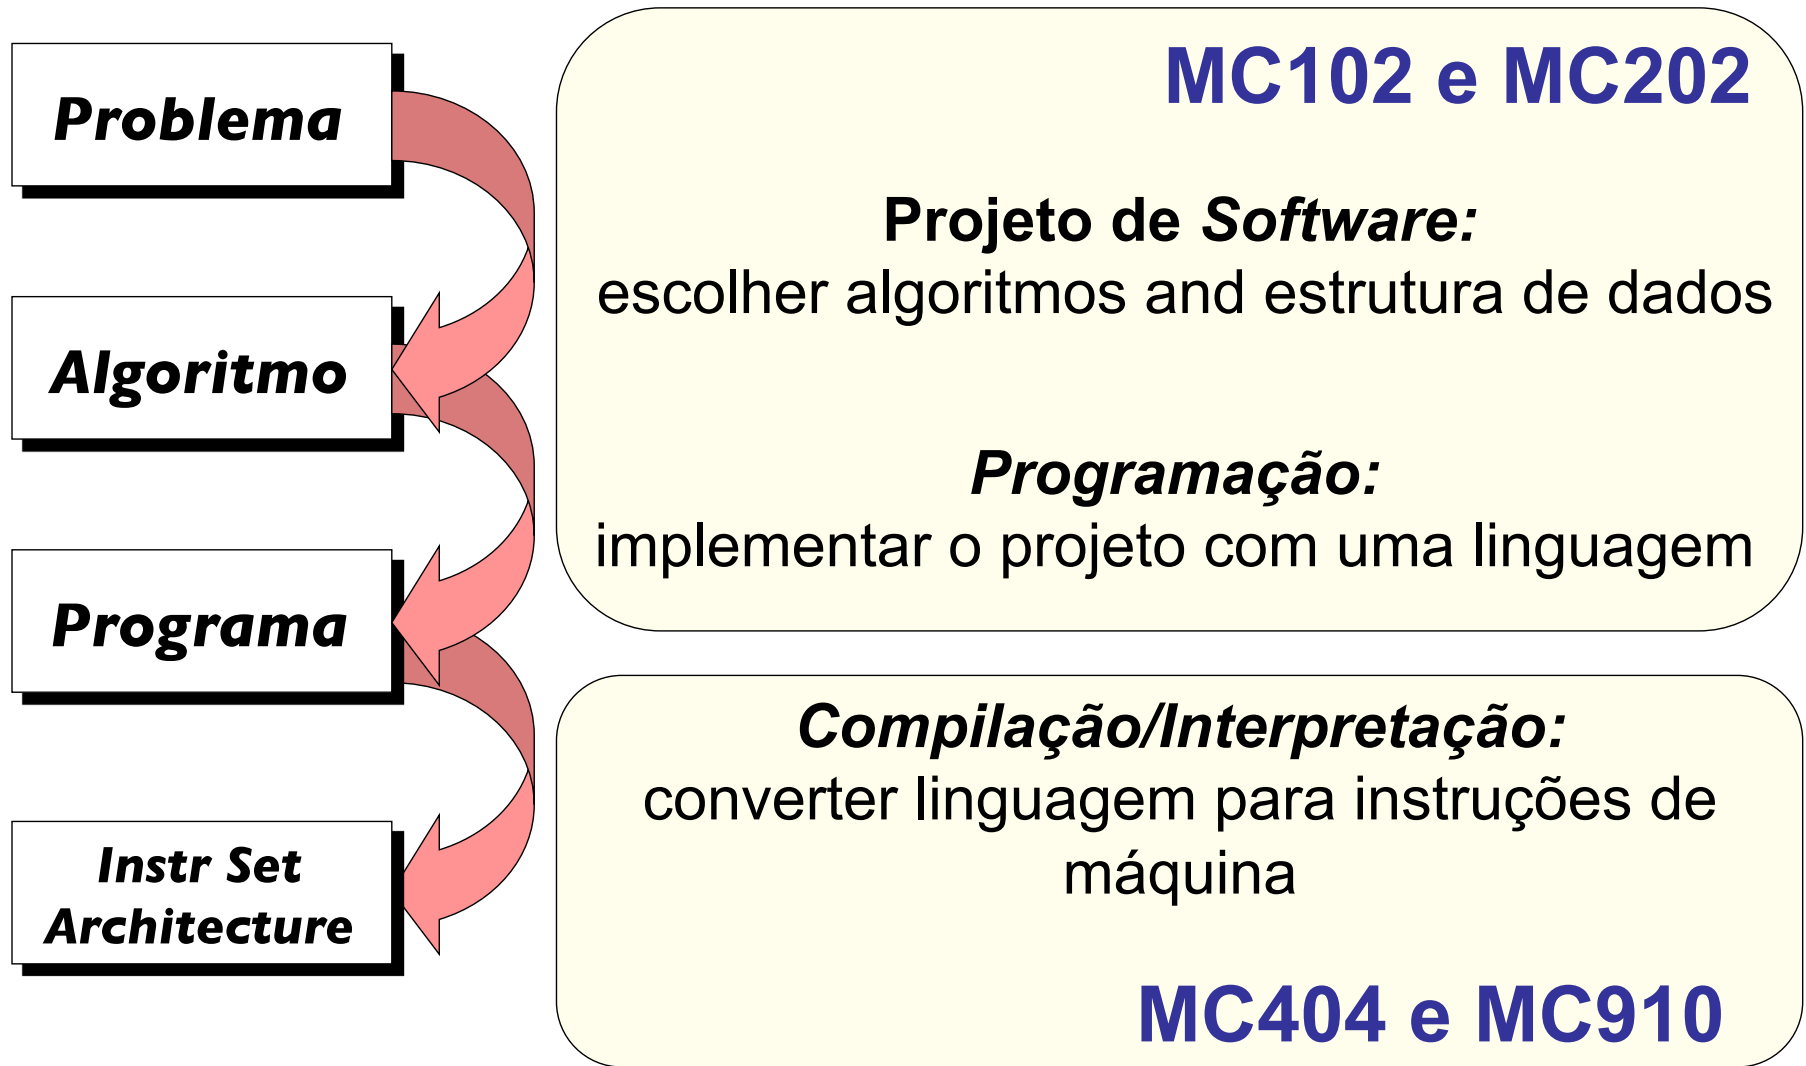 Problema
Algoritmo
Programa
Instr Set
Architecture
MC102 e MC202
Projeto de Software:
escolher algoritmos and estrutura de dados
Programação:
implementar o projeto com uma linguagem
Compilação/Interpretação:
converter linguagem para instruções de
máquina
MC404 e MC910